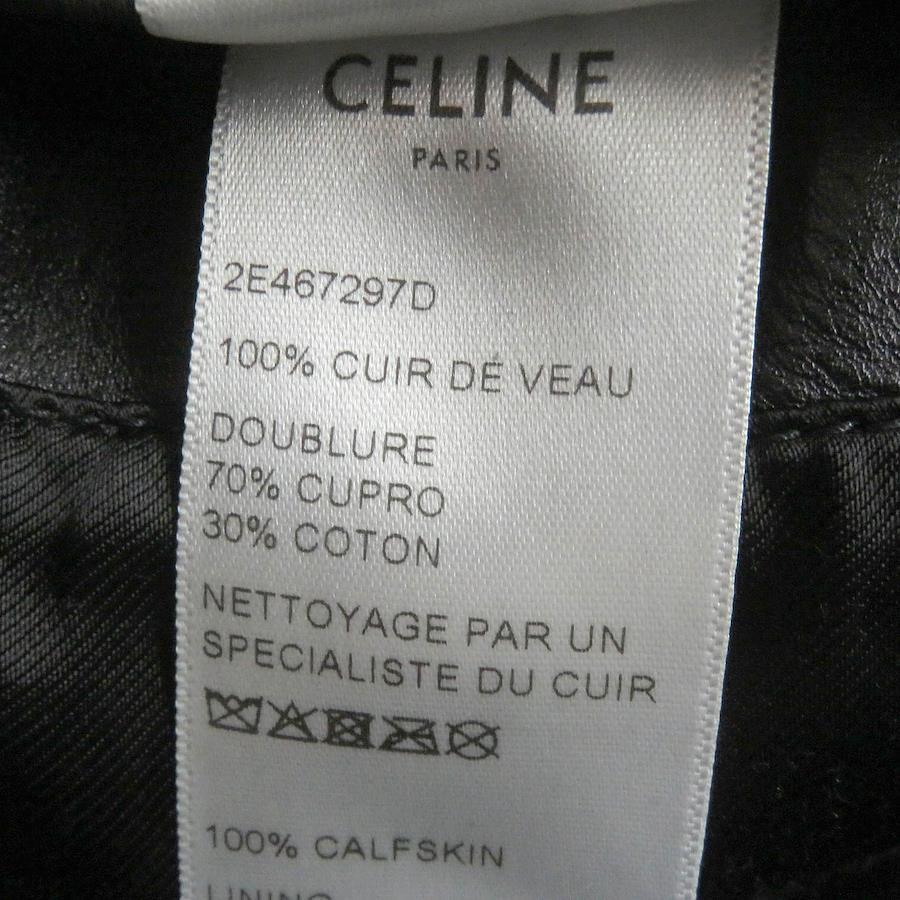 CELINE
PARIS
2E467297D
100% CUIR DE VEAU
DOUBLURE
70% CUPRO
30% COTON
NETTOYAGE PAR UN
SPECIALISTE DU CUIR
100% CALFSKIN
LINING